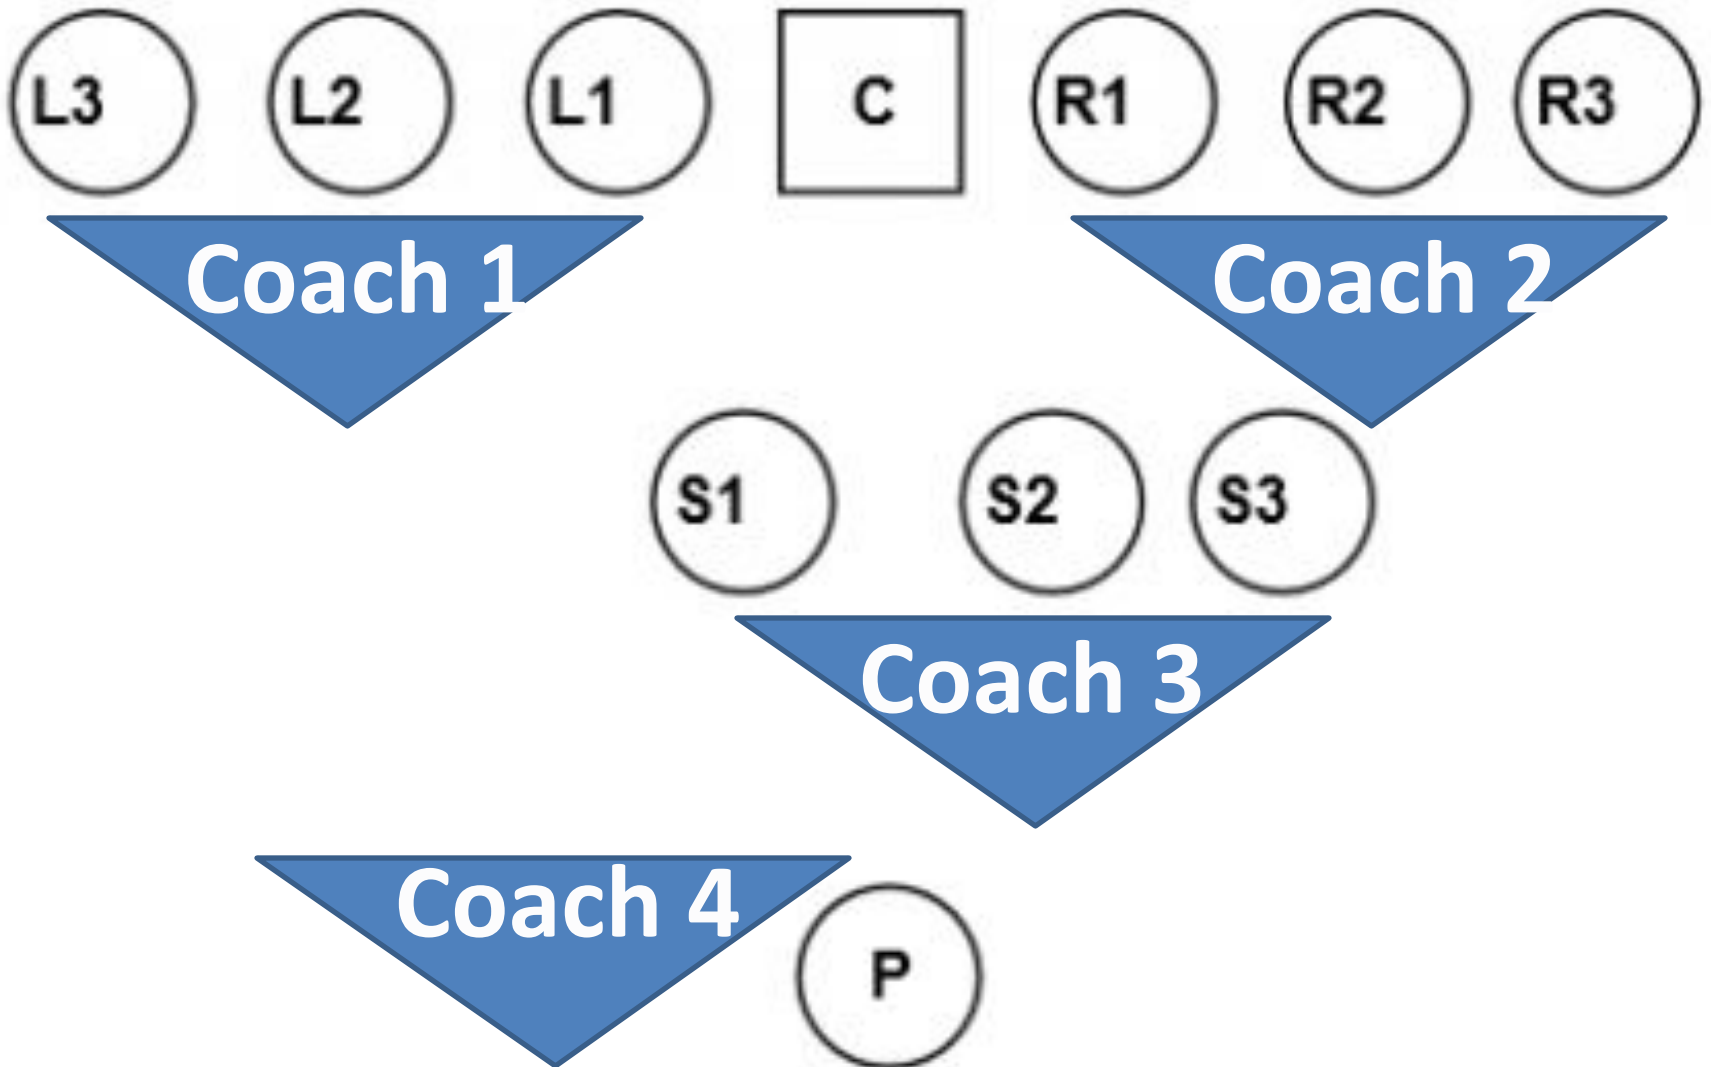 L3 L2 L1 C R1 R2 R3
Coach 1 Coach 2
S1 S2 S3
Coach 3
Coach 4
P